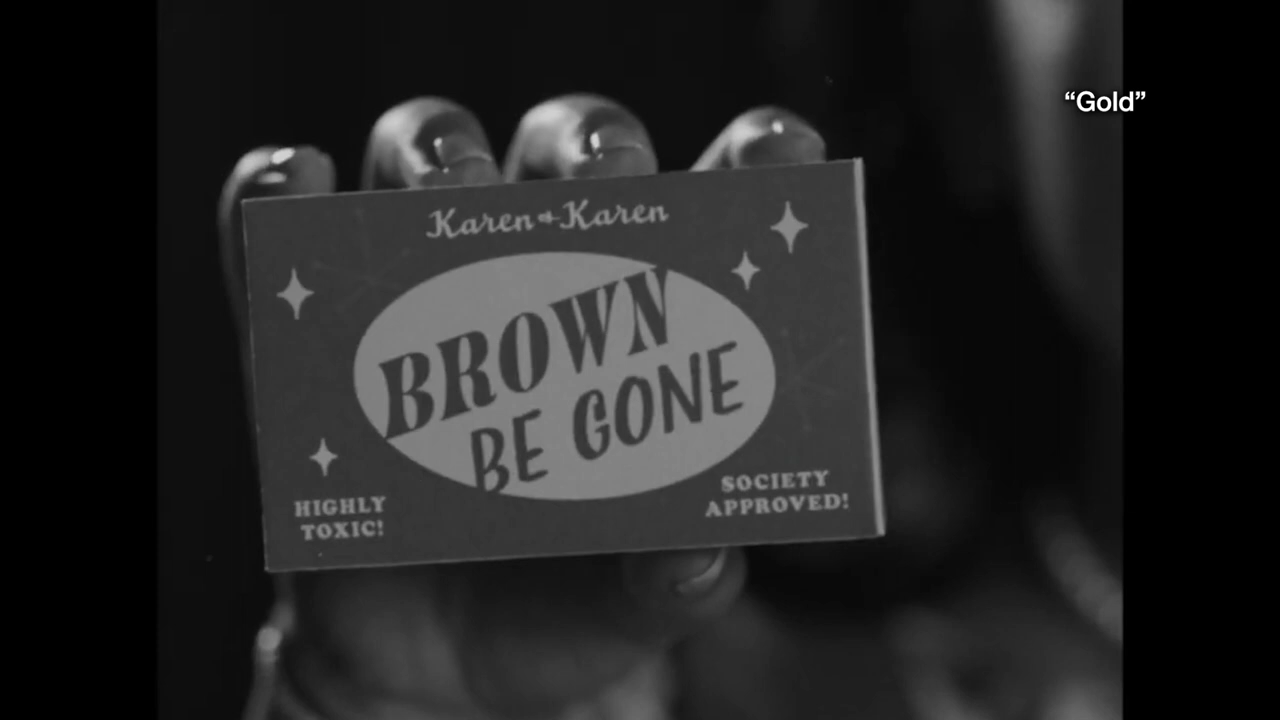 “Gold”
Karen & Karen
BROWN
BE GONE
HIGHLY
TOXIC!
SOCIETY
APPROVED!